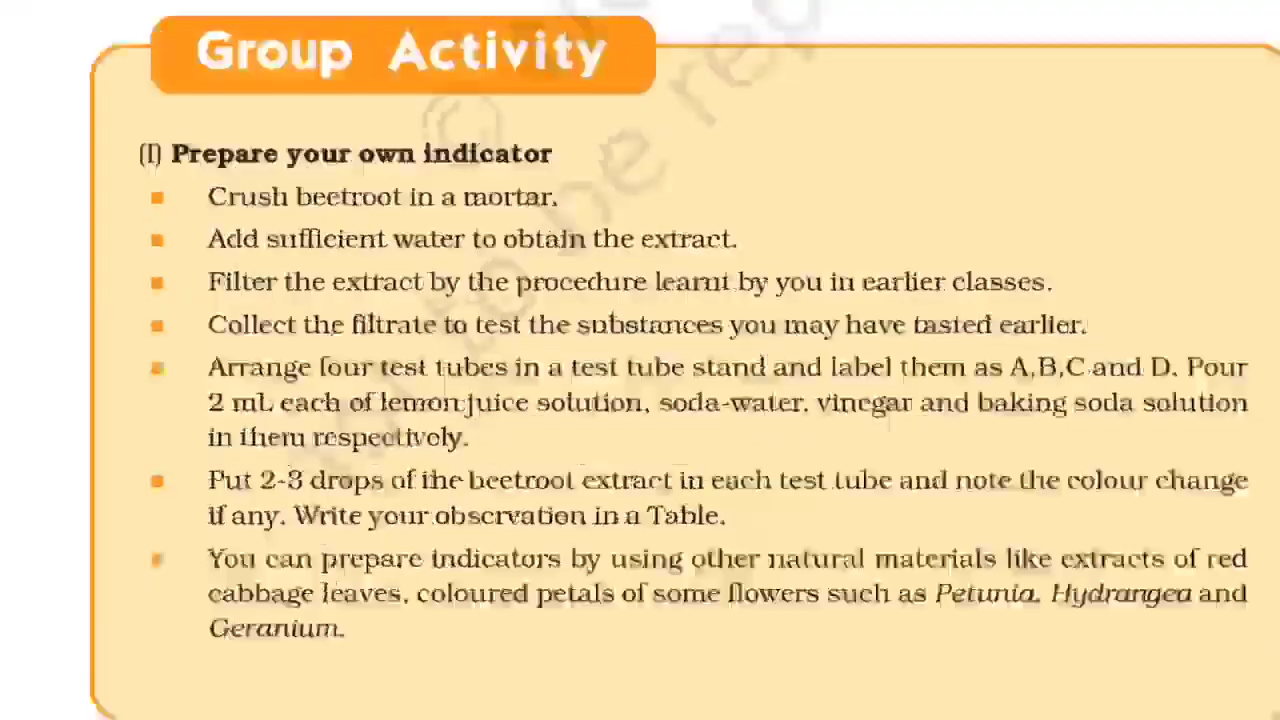 Group Activity
(I) Prepare your own indicator
Crush beetroot in a mortar.
Add sufficient water to obtain the extract.
Filter the extract by the procedure learnt by you in earlier classes.
Collect the filtrate to test the substances you may have tasted earlier.
Arrange four test tubes in a test tube stand and label them as A,B,C and D. Pour
2 mL each of lemon juice solution, soda-water, vinegar and baking soda solution
in them respectively.
Put 2-3 drops of the beetroot extract in each test tube and note the colour change
if any. Write your observation in a Table.
You can prepare indicators by using other natural materials like extracts of red
cabbage leaves, coloured petals of some flowers such as Petunia, Hydrangea and
Geranium.
to be rep